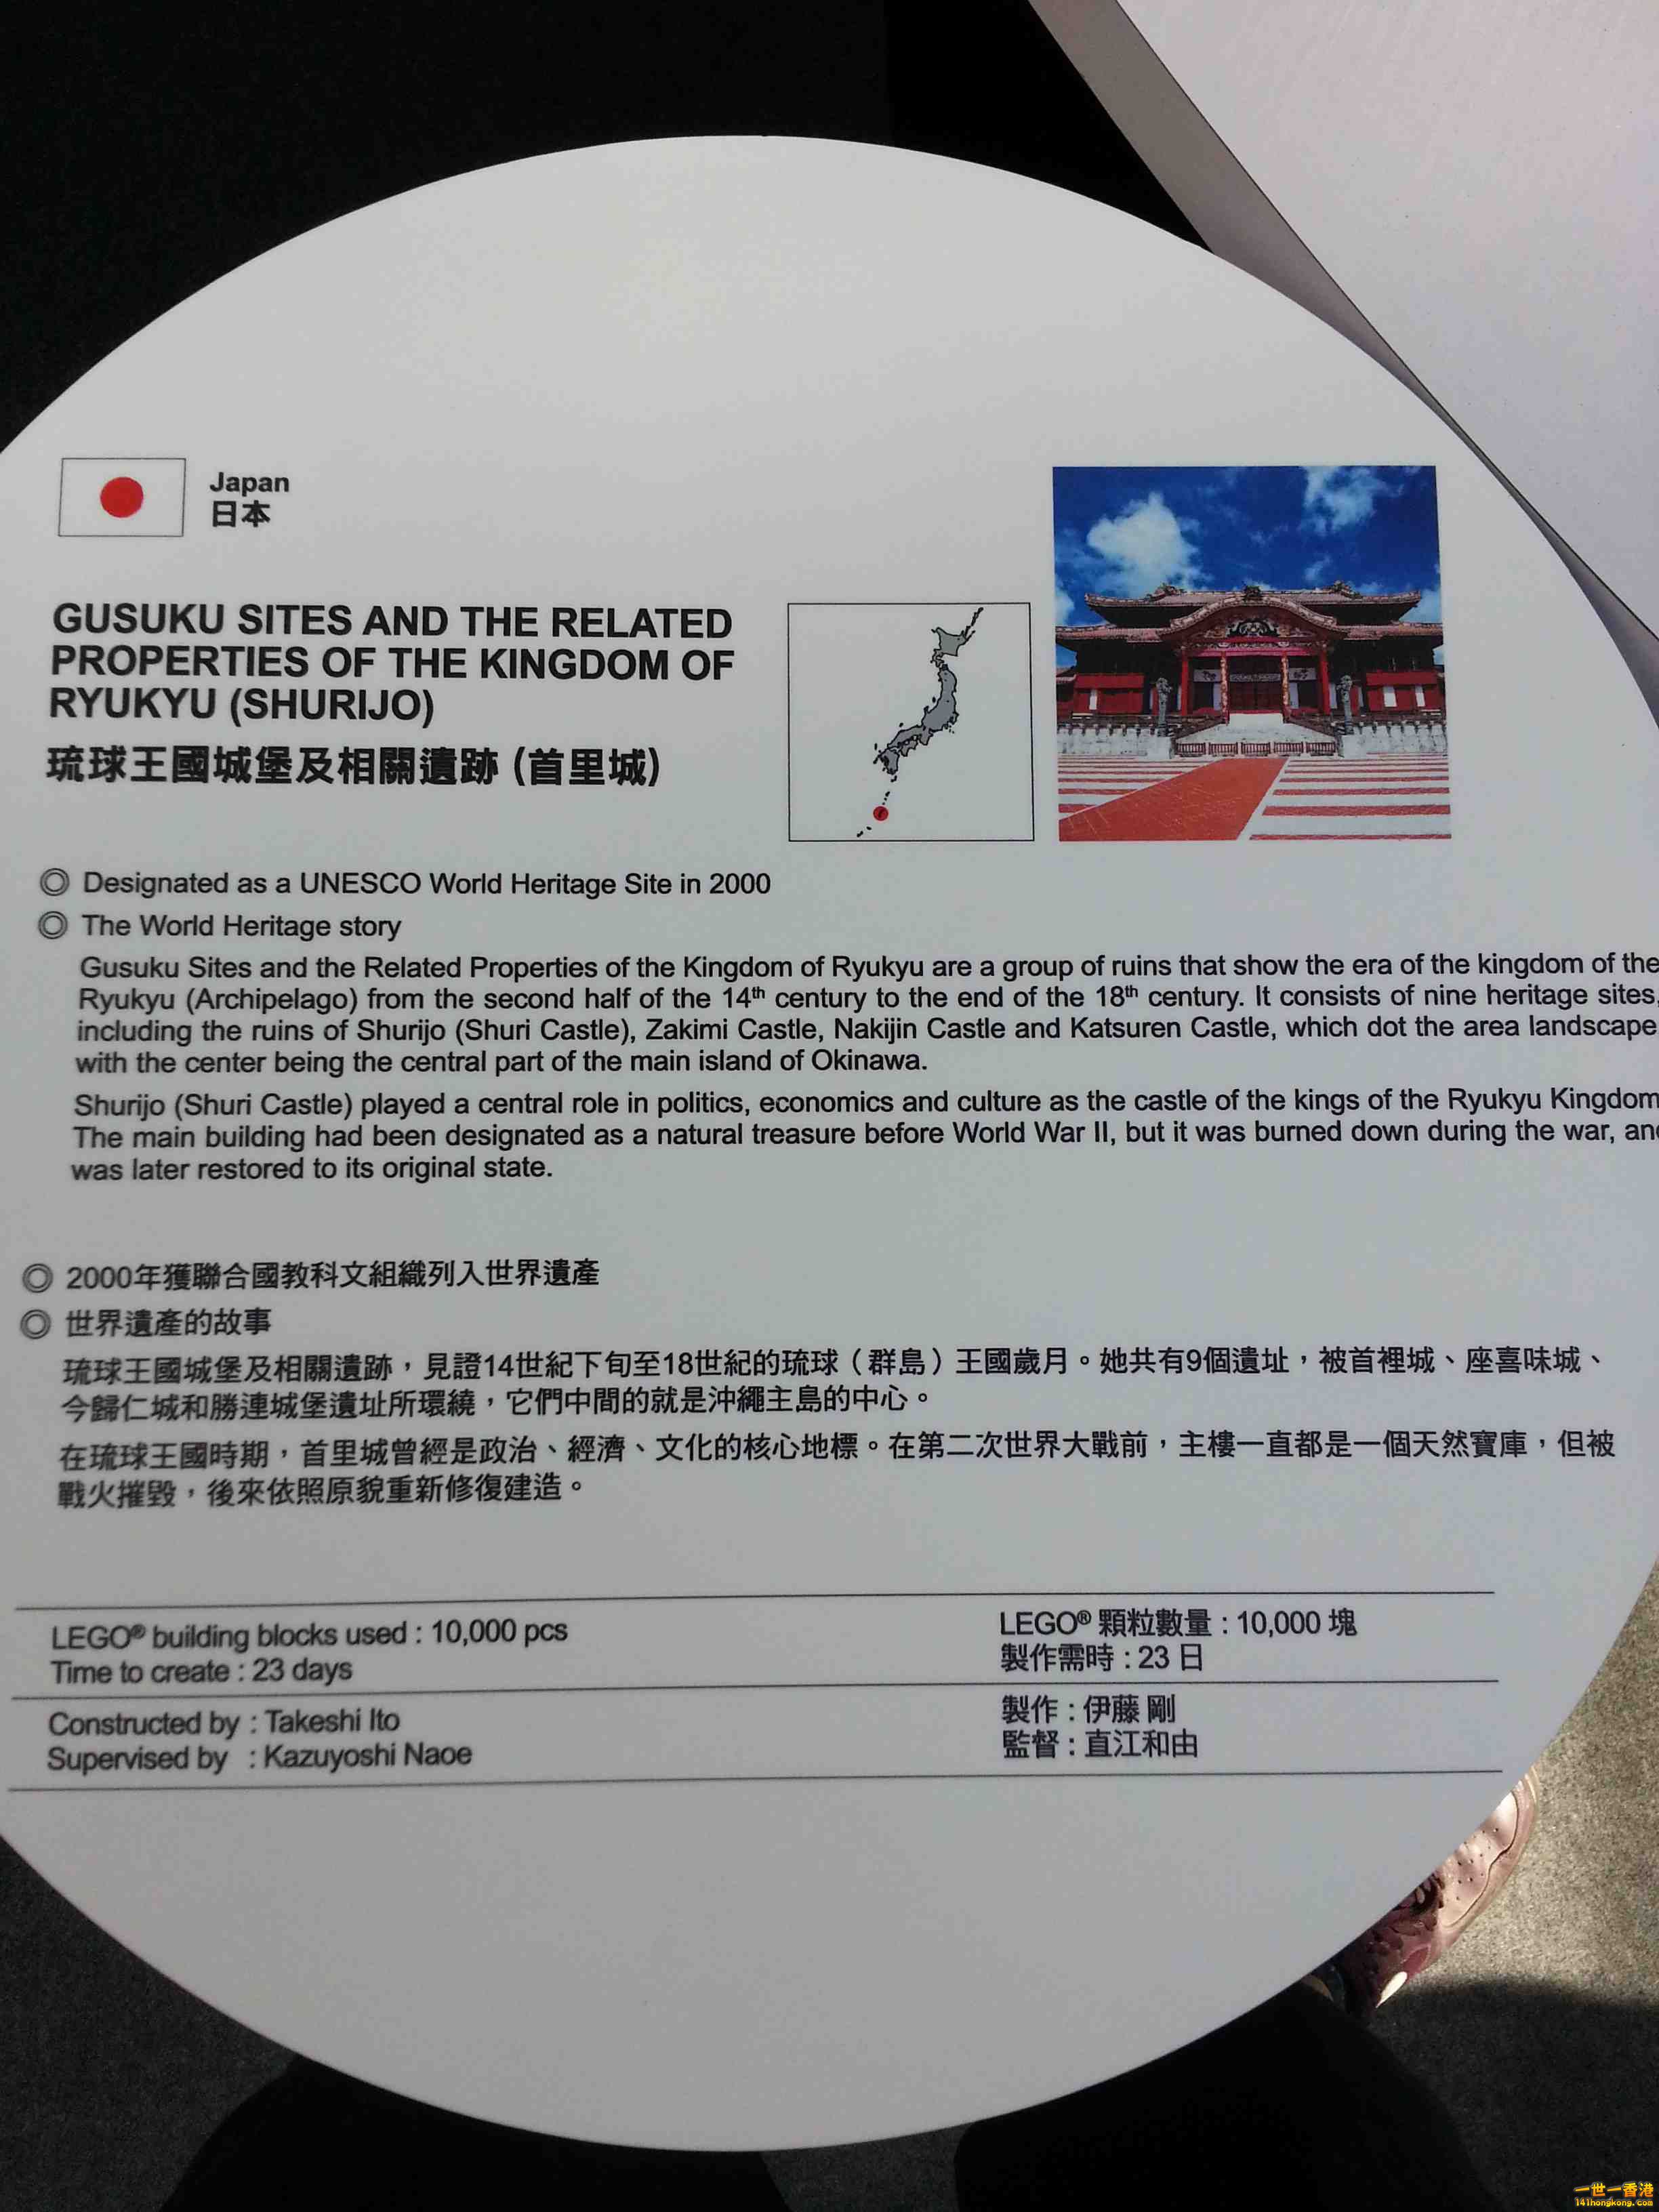 Japan
日本
GUSUKU SITES AND THE RELATED
PROPERTIES OF THE KINGDOM OF
RYUKYU (SHURIJO)
琉球王國城堡及相關遺跡 (首里城)
◎ Designated as a UNESCO World Heritage Site in 2000
◎ The World Heritage story
Gusuku Sites and the Related Properties of the Kingdom of Ryukyu are a group of ruins that show the era of the kingdom of the
Ryukyu (Archipelago) from the second half of the 14th century to the end of the 18th century. It consists of nine heritage sites,
including the ruins of Shurijo (Shuri Castle), Zakimi Castle, Nakijin Castle and Katsuren Castle, which dot the area landscape
with the center being the central part of the main island of Okinawa.
Shurijo (Shuri Castle) played a central role in politics, economics and culture as the castle of the kings of the Ryukyu Kingdom
The main building had been designated as a natural treasure before World War II, but it was burned down during the war, an
was later restored to its original state.
◎ 2000年獲聯合國教科文組織列入世界遺產
◎ 世界遺產的故事
琉球王國城堡及相關遺跡，見證14世紀下旬至18世紀的琉球（群島）王國歲月。她共有9個遺址，被首裡城、座喜味城、
今歸仁城和勝連城堡遺址所環繞，它們中間的就是沖繩主島的中心。
在琉球王國時期，首里城曾經是政治、經濟、文化的核心地標。在第二次世界大戰前，主樓一直都是一個天然寶庫，但被
戰火摧毀，後來依照原貌重新修復建造。
LEGO® building blocks used : 10,000 pcs
Time to create : 23 days
LEGO® 顆粒數量 : 10,000 塊
製作需時 : 23 日
Constructed by : Takeshi Ito
Supervised by : Kazuyoshi Naoe
製作 : 伊藤 剛
監督 : 直江和由
一世一香港
141hongkong.com